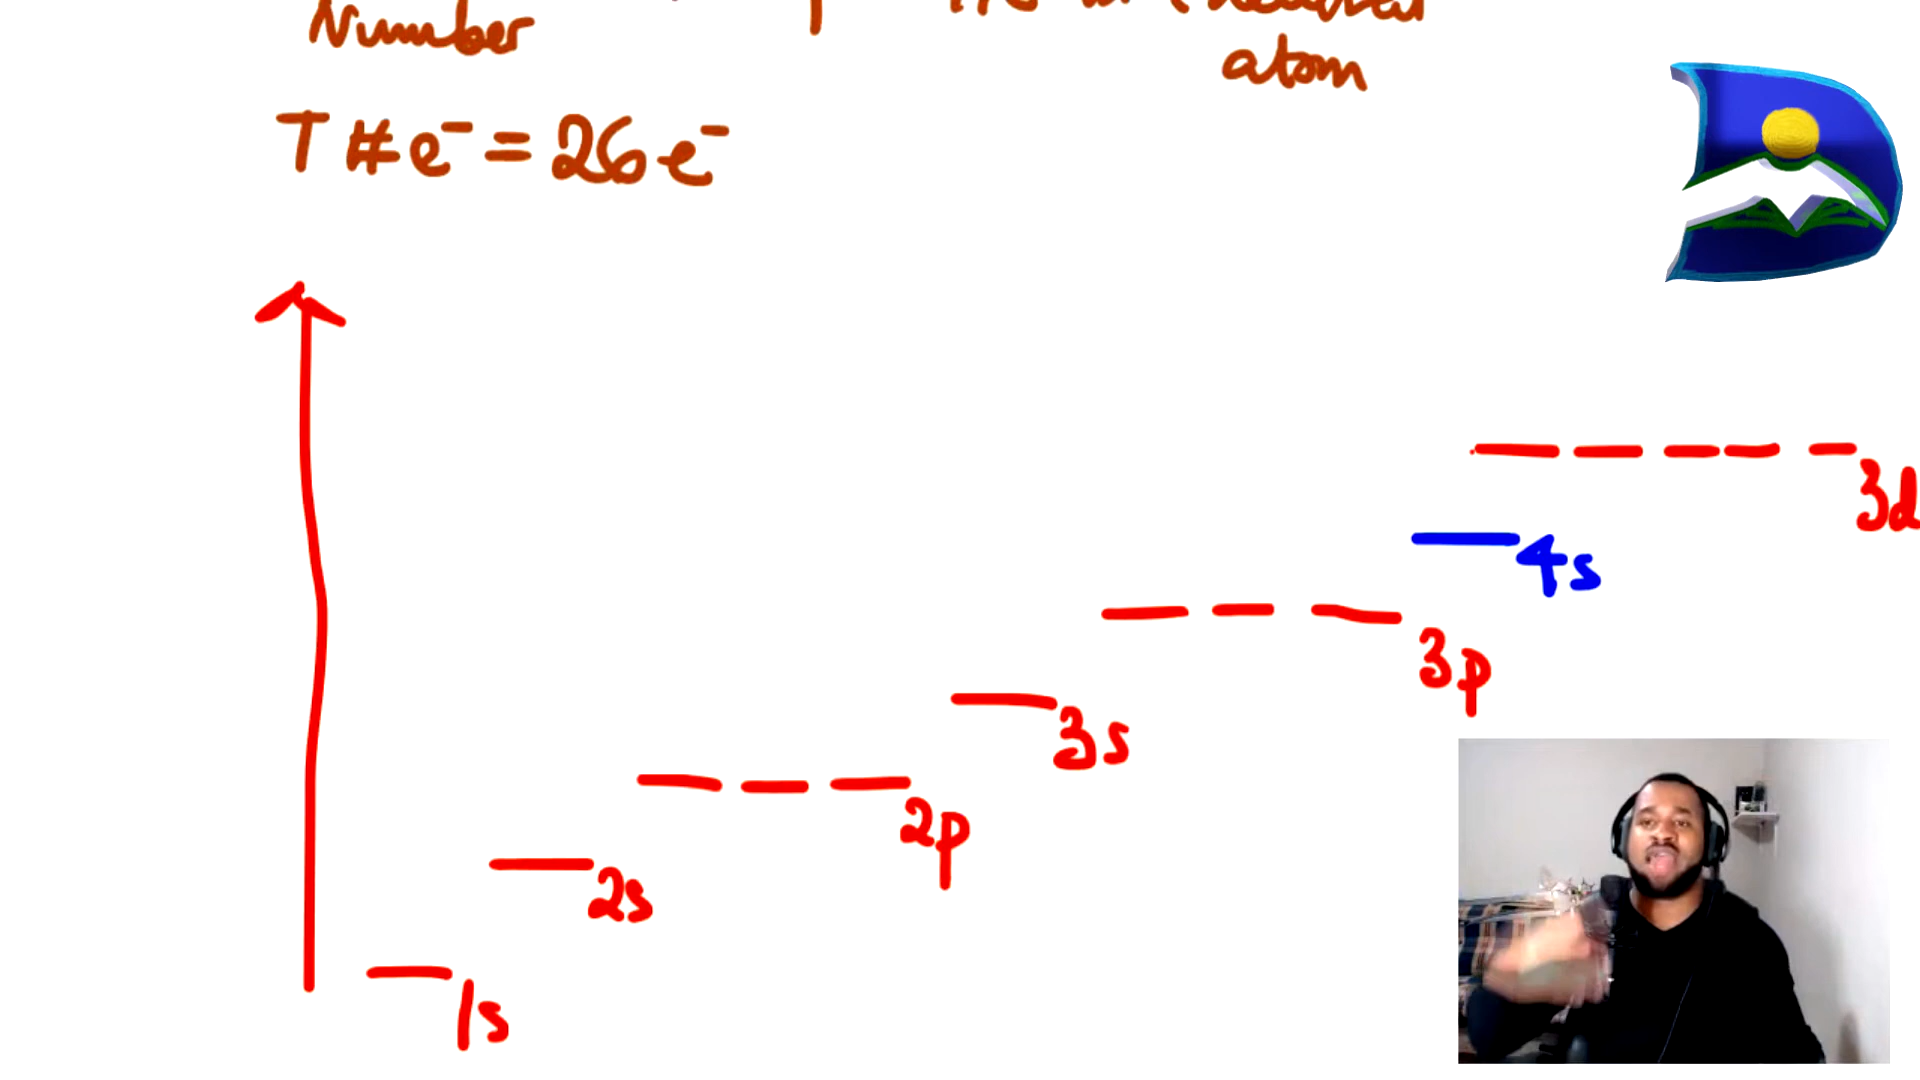 Number
atom
T #e⁻ = 26e⁻
3d
4s
3p
3s
2p
2s
1s